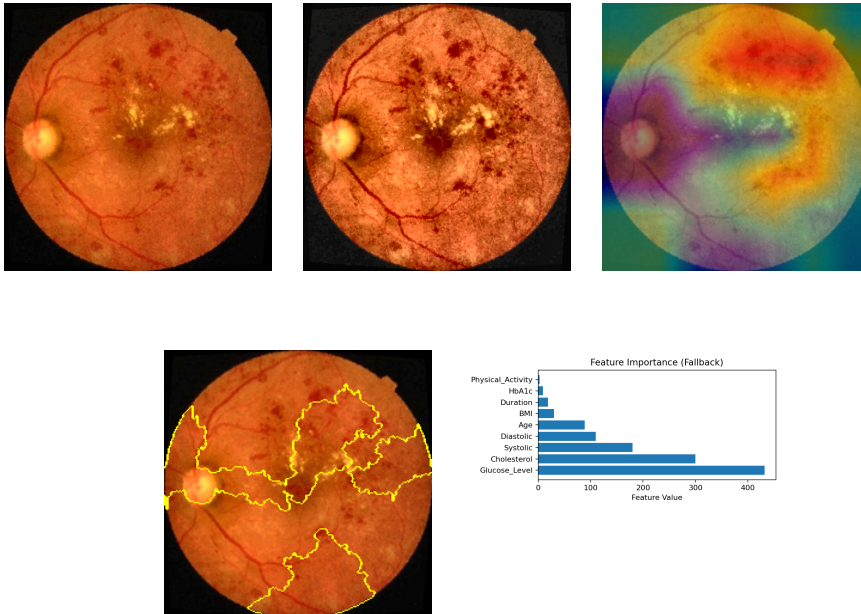 Feature Importance (Fallback)
Physical_Activity
HbA1c
Duration
BMI
Age
Diastolic
Systolic
Cholesterol
Glucose_Level
0 100 200 300 400
Feature Value